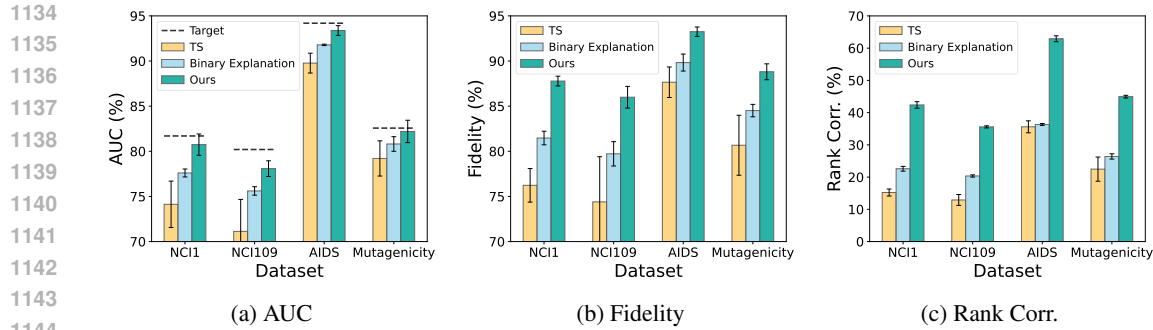 1134
1135
1136
1137
1138
1139
1140
1141
1142
1143
95
90
85
80
75
70
AUC (%)
Target
TS
Binary Explanation
Ours
NCI1 NCI109 AIDS Mutagenicity
Dataset
(a) AUC
95
90
85
80
75
70
Fidelity (%)
TS
Binary Explanation
Ours
NCI1 NCI109 AIDS Mutagenicity
Dataset
(b) Fidelity
70
60
50
40
30
20
10
0
Rank Corr. (%)
TS
Binary Explanation
Ours
NCI1 NCI109 AIDS Mutagenicity
Dataset
(c) Rank Corr.